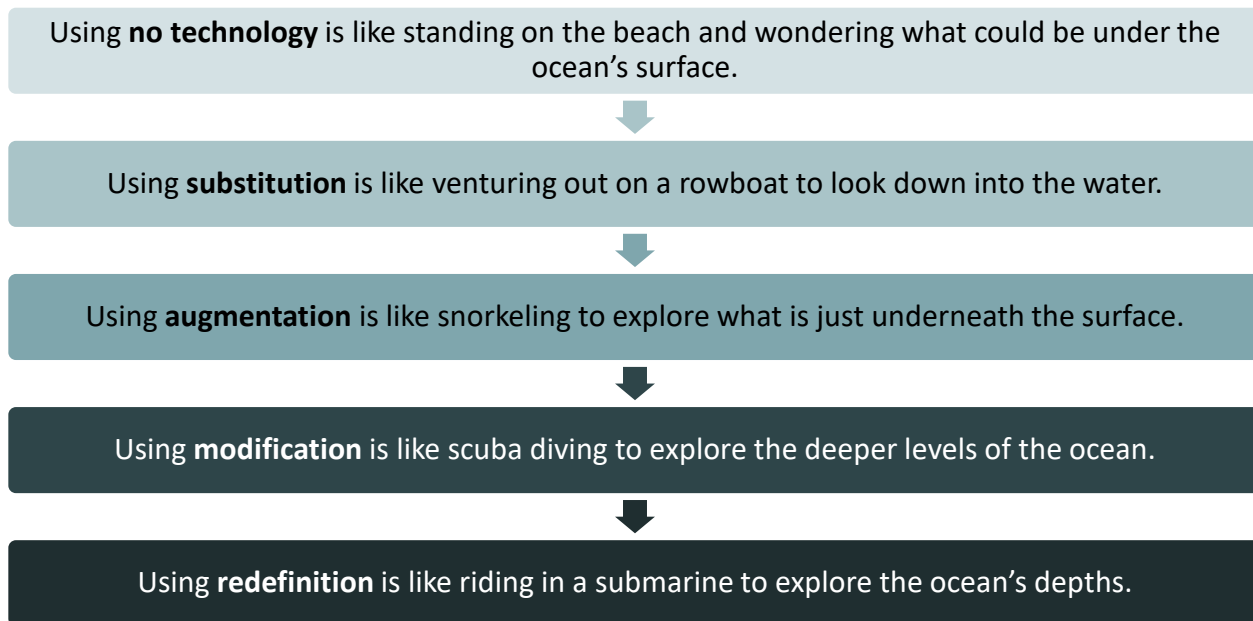 Using no technology is like standing on the beach and wondering what could be under the
ocean’s surface.
Using substitution is like venturing out on a rowboat to look down into the water.
Using augmentation is like snorkeling to explore what is just underneath the surface.
Using modification is like scuba diving to explore the deeper levels of the ocean.
Using redefinition is like riding in a submarine to explore the ocean’s depths.